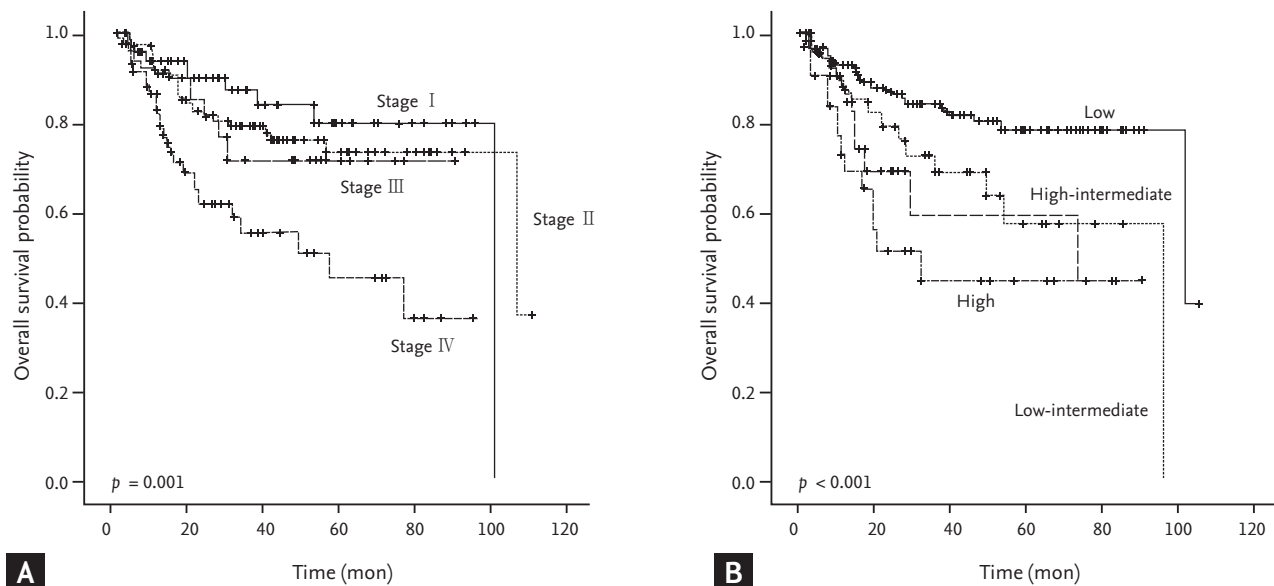 1.0
0.8
0.6
0.4
0.2
0.0
Overall survival probability
Stage Ⅰ
Stage Ⅲ
Stage Ⅱ
Stage Ⅳ
p = 0.001
0 20 40 60 80 100 120
Time (mon)
A
1.0
0.8
0.6
0.4
0.2
0.0
Overall survival probability
Low
High-intermediate
High
Low-intermediate
p < 0.001
0 20 40 60 80 100 120
Time (mon)
B